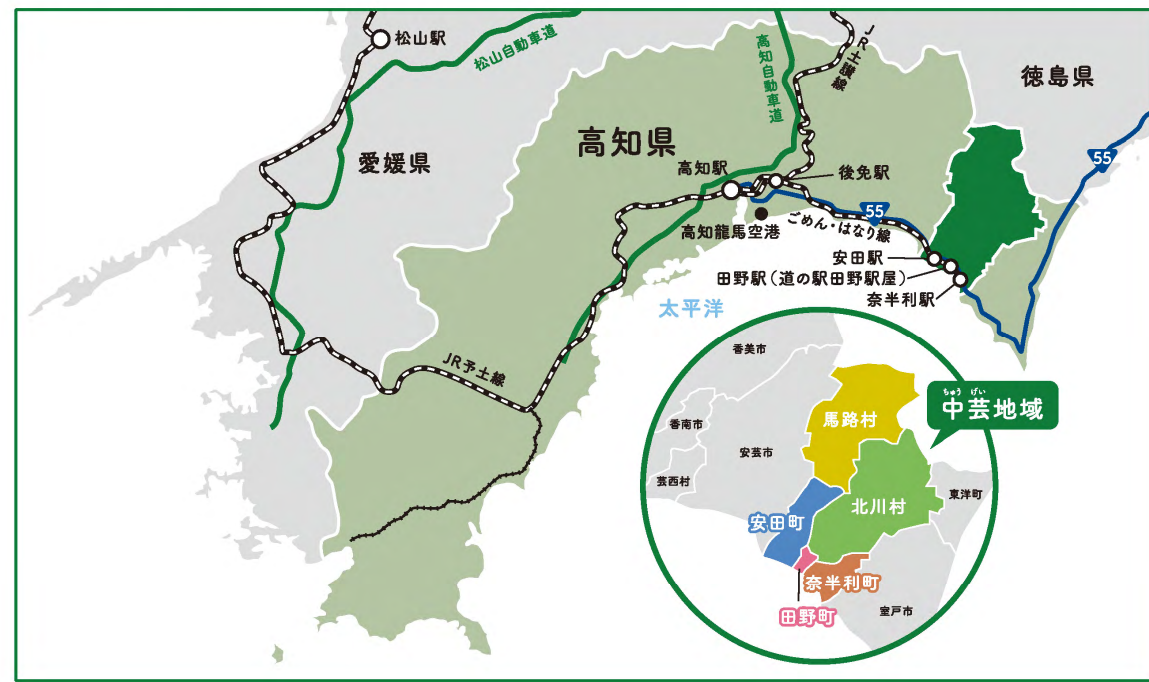 松山駅
松山自動車道
高知自動車道
JR土讃線
徳島県
愛媛県
高知県
高知駅
後免駅
55
55
高知龍馬空港
ごめん・はなり線
安田駅
田野駅(道の駅田野駅屋)
奈半利駅
太平洋
JR予土線
香美市
ちゅう げい
中芸地域
馬路村
香南市
安芸市
芸西村
東洋町
北川村
安田町
奈半利町
田野町
室戸市